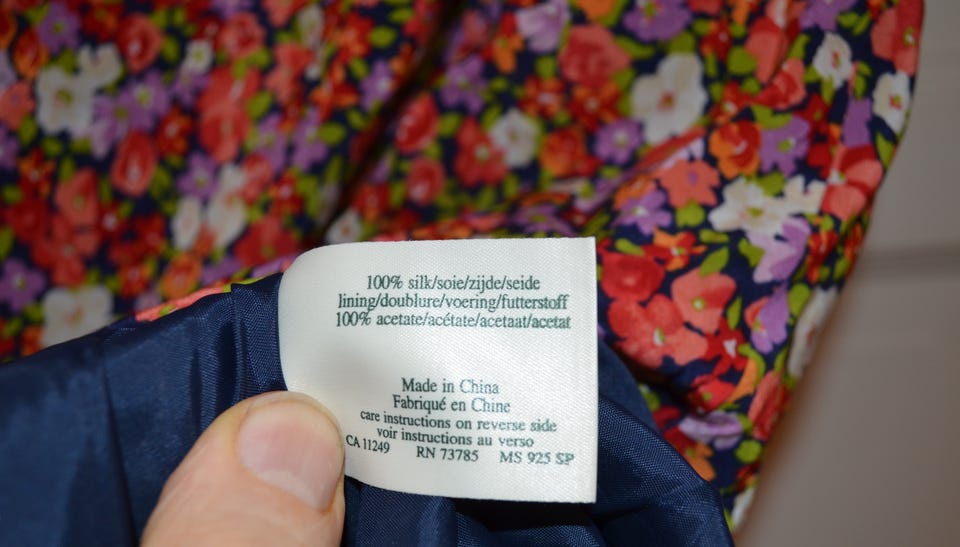 100% silk/soie/zijde/seide
lining/doublure/voering/futterstoff
100% acetate/acétate/acetaat/acetat
Made in China
Fabriqué en Chine
care instructions on reverse side
voir instructions au verso
CA 11249 RN 73785 MS 925 SP